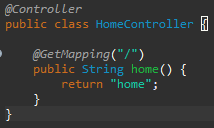 @Controller
public class HomeController {
@GetMapping("/")
public String home() {
return "home";
}
}